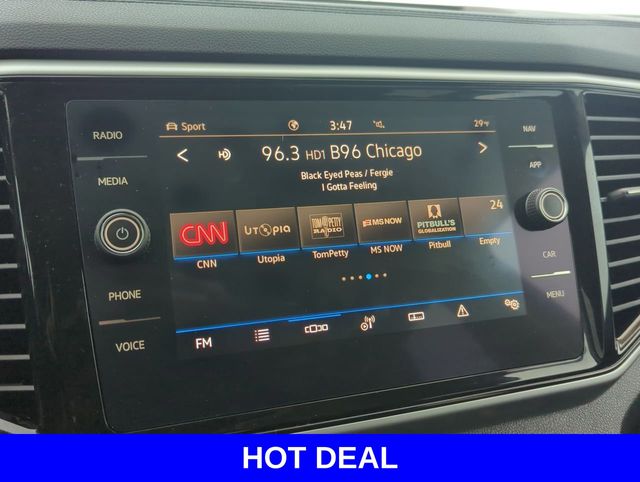 RADIO
MEDIA
PHONE
VOICE
Sport 3:47 29°F
96.3 HD1 B96 Chicago
Black Eyed Peas / Fergie
I Gotta Feeling
CNN UTOPIA TOM PETTY RADIO MS NOW PITBULL'S GLOBALIZATION 24
CNN Utopia TomPetty MS NOW Pitbull Empty
FM
NAV
APP
CAR
MENU
HOT DEAL